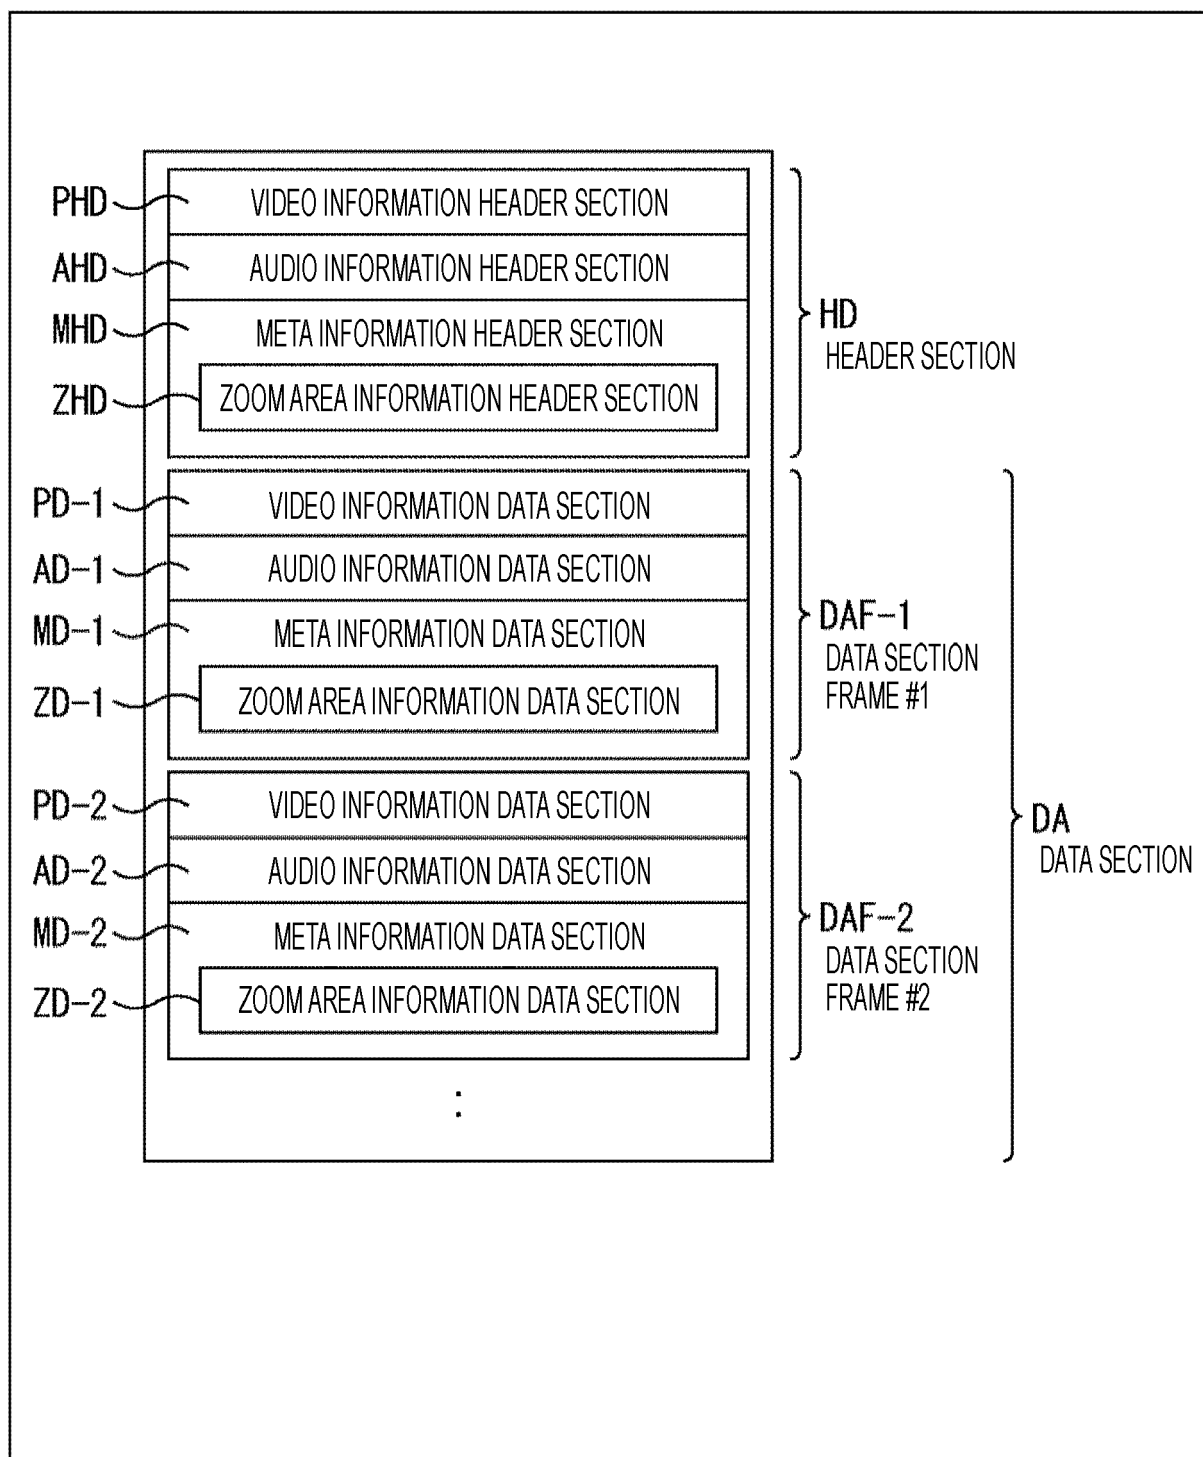 PHD
VIDEO INFORMATION HEADER SECTION
AHD
AUDIO INFORMATION HEADER SECTION
MHD
META INFORMATION HEADER SECTION
ZHD
ZOOM AREA INFORMATION HEADER SECTION
HD
HEADER SECTION
PD-1
VIDEO INFORMATION DATA SECTION
AD-1
AUDIO INFORMATION DATA SECTION
MD-1
META INFORMATION DATA SECTION
ZD-1
ZOOM AREA INFORMATION DATA SECTION
DAF-1
DATA SECTION
FRAME #1
PD-2
VIDEO INFORMATION DATA SECTION
AD-2
AUDIO INFORMATION DATA SECTION
MD-2
META INFORMATION DATA SECTION
ZD-2
ZOOM AREA INFORMATION DATA SECTION
DAF-2
DATA SECTION
FRAME #2
DA
DATA SECTION
: